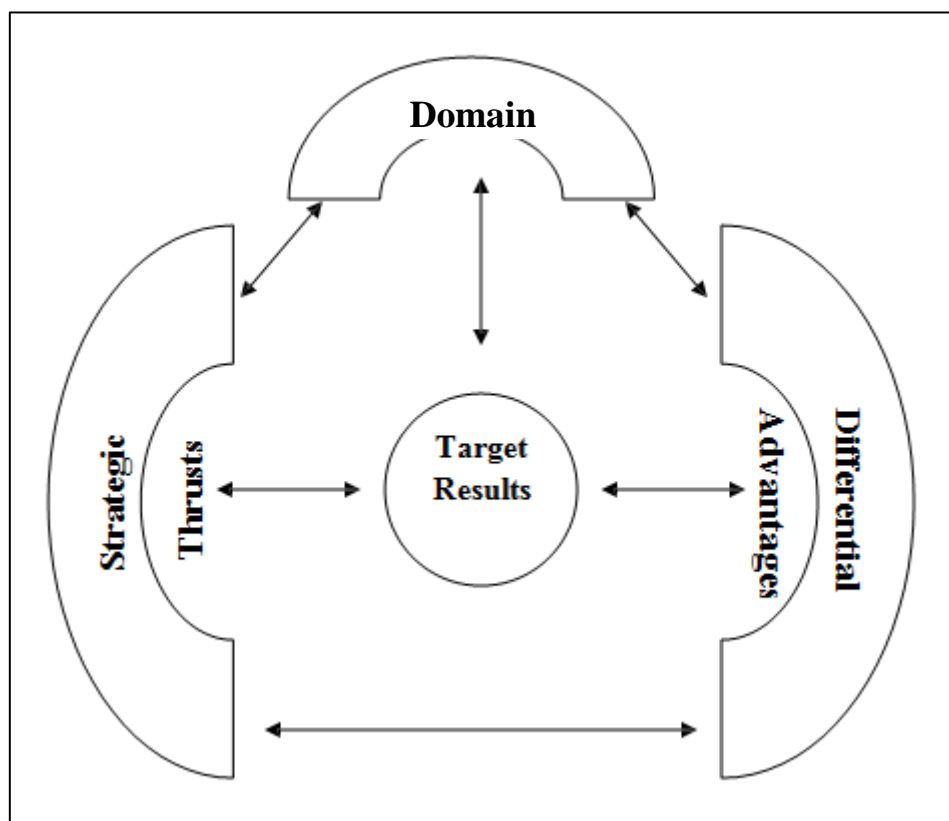 Domain
Strategic
Thrusts
Target
Results
Differential
Advantages